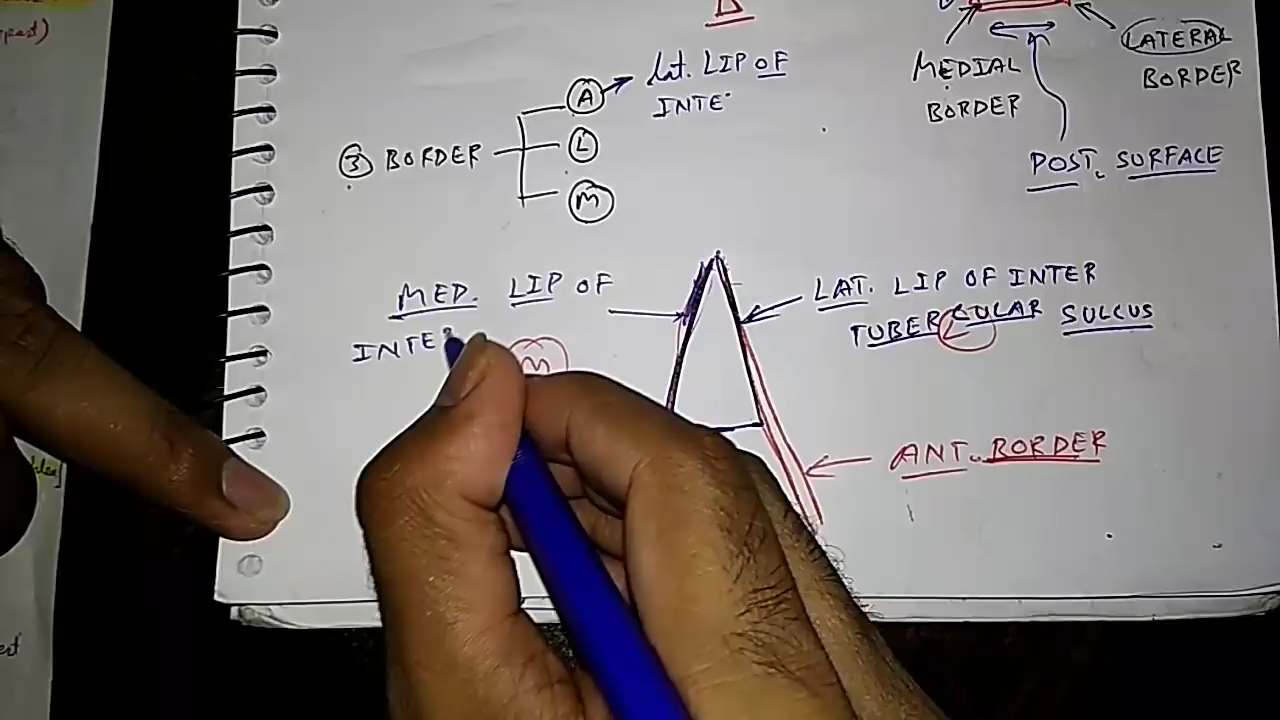 B
lat. LIP OF
INTE
A
③ BORDER
L
M
MEDIAL
BORDER
LATERAL
BORDER
POST. SURFACE
MED. LIP OF
INTE
M
LAT. LIP OF INTER
TUBERCULAR SULCUS
ANT. BORDER